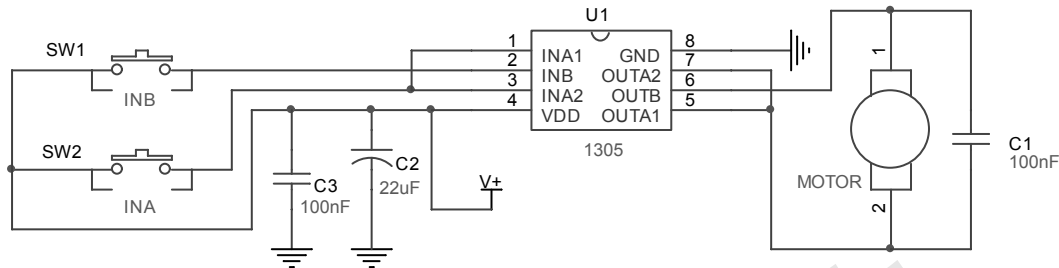 U1
SW1
INB
SW2
INA
1 INA1 GND 8
2 INB OUTA2 7
3 INA2 OUTB 6
4 VDD OUTA1 5
1305
C3
100nF
C2
22uF
V+
1
MOTOR
2
C1
100nF